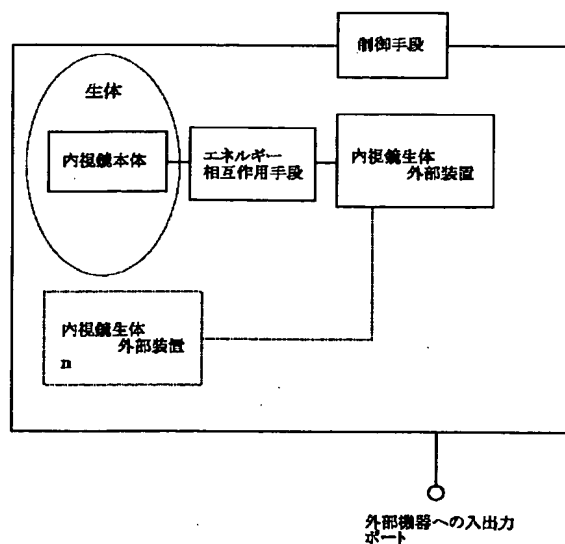 制御手段
生体
内視鏡本体
エネルギー
相互作用手段
内視鏡生体
外部装置
内視鏡生体
外部装置
n
外部機器への入出力
ポート